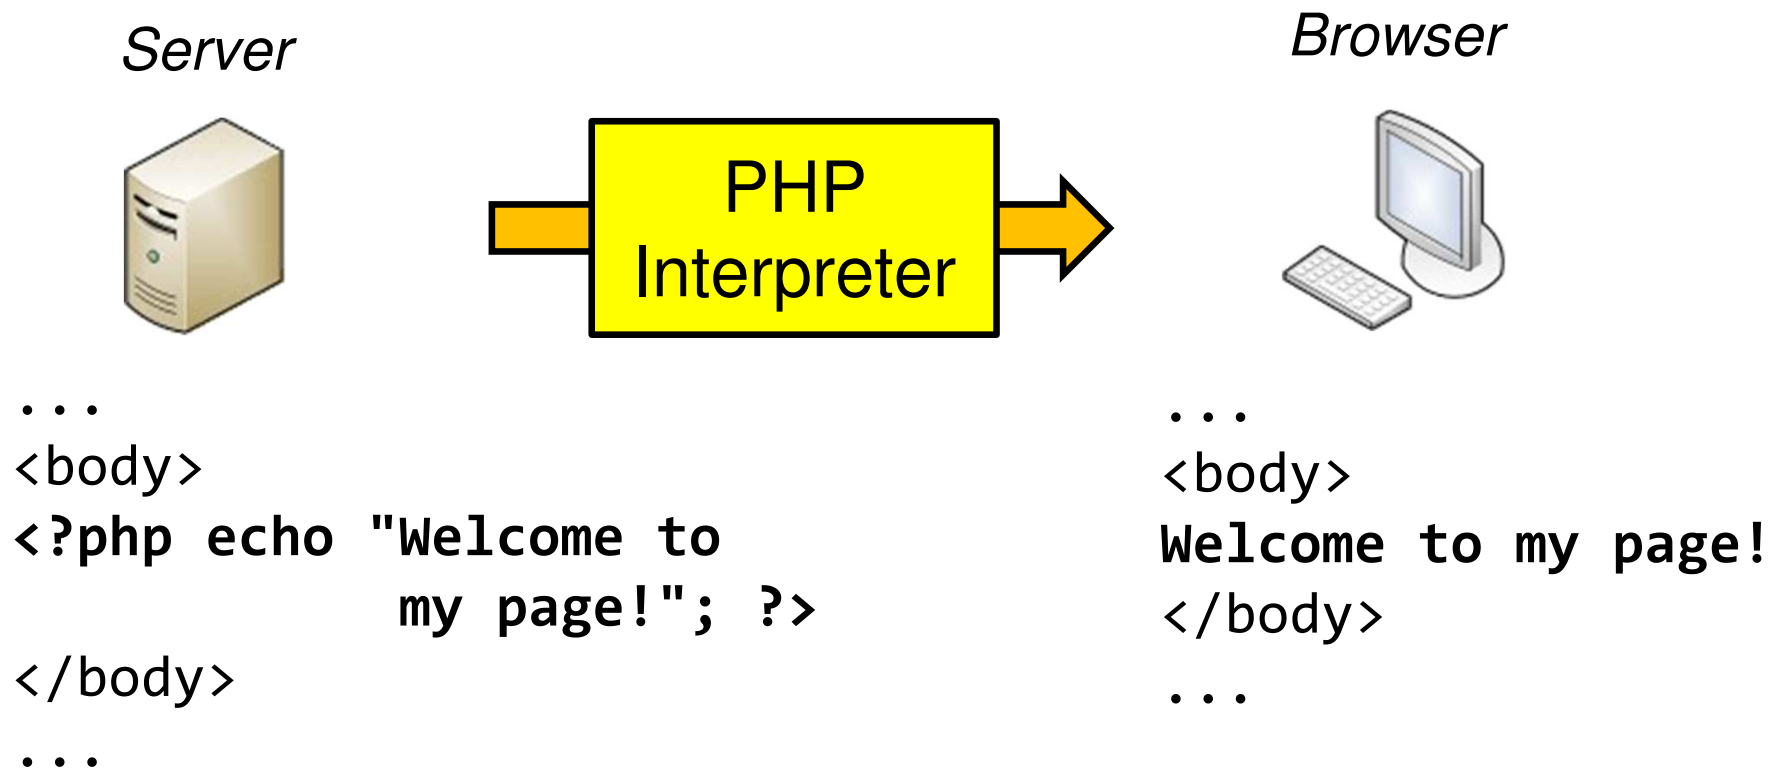 Server
Browser
PHP
Interpreter
...
<body>
<?php echo "Welcome to
my page!"; ?>
</body>
...
...
<body>
Welcome to my page!
</body>
...